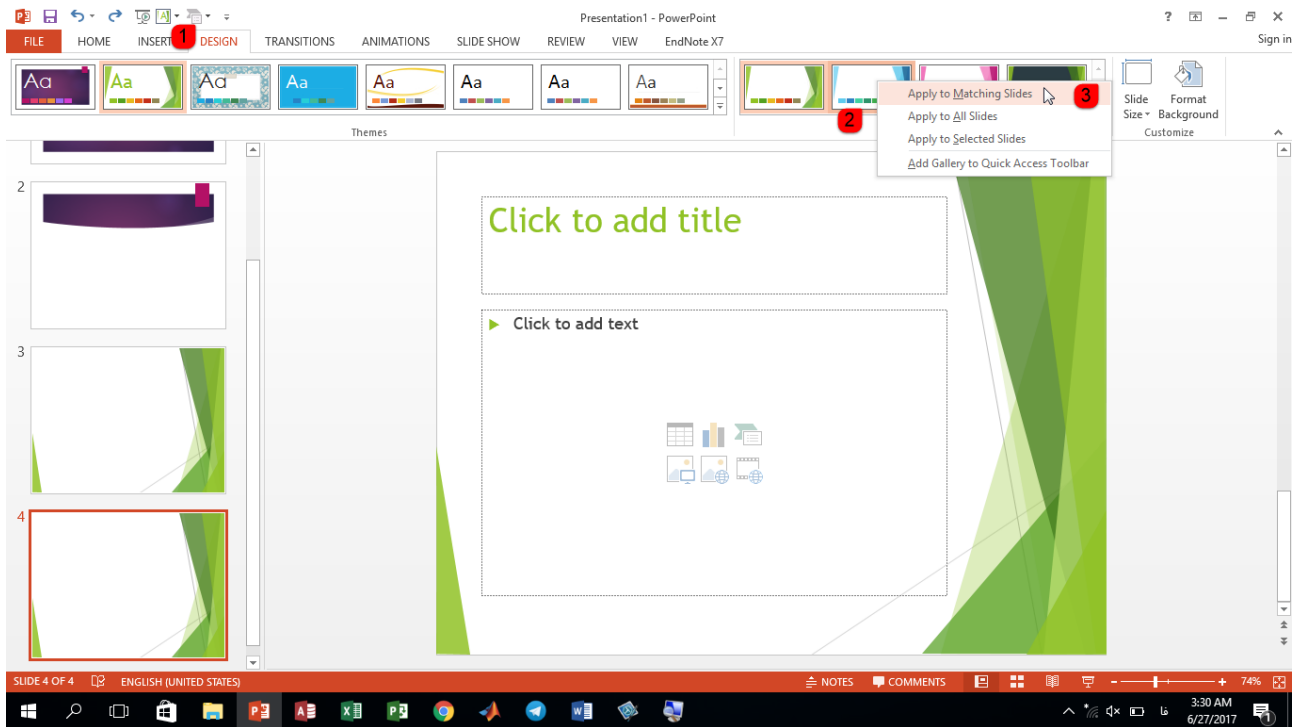 Presentation1 - PowerPoint
?
FILE HOME INSERT 1 DESIGN TRANSITIONS ANIMATIONS SLIDE SHOW REVIEW VIEW EndNote X7 Sign in
Aa Aa Aa Aa Aa Aa Aa Aa
Apply to Matching Slides 3
2 Apply to All Slides
Apply to Selected Slides
Add Gallery to Quick Access Toolbar
Slide Size Format Background
Themes Customize
2
3
4
Click to add title
Click to add text
SLIDE 4 OF 4 ENGLISH (UNITED STATES) NOTES COMMENTS 74%
3:30 AM
فا
6/27/2017
1